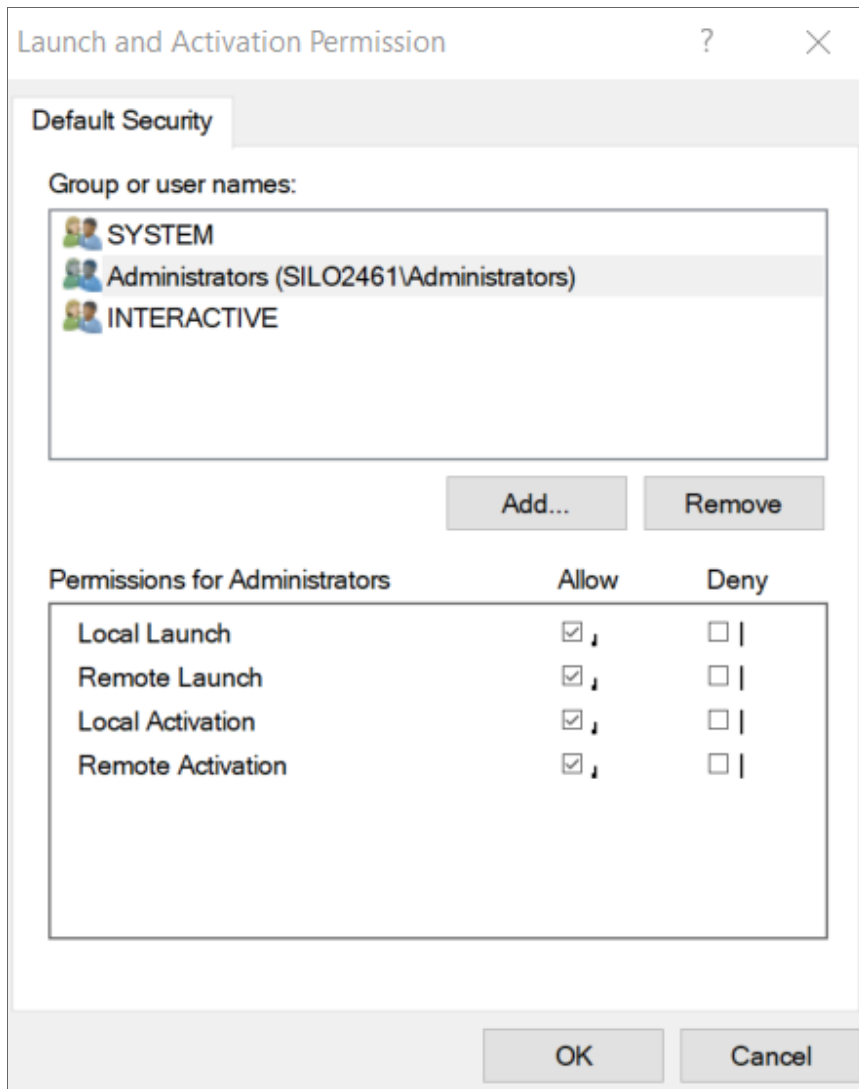 Launch and Activation Permission ?
Default Security
Group or user names:
SYSTEM
Administrators (SILO2461\Administrators)
INTERACTIVE
Add... Remove
Permissions for Administrators Allow Deny
Local Launch
Remote Launch
Local Activation
Remote Activation
OK Cancel